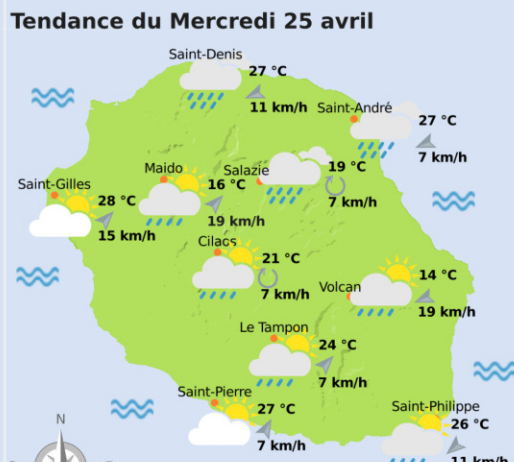 Tendance du Mercredi 25 avril
Saint-Denis
27 °C
11 km/h
Saint-André
27 °C
7 km/h
Maido
16 °C
19 km/h
Salazie
19 °C
7 km/h
Saint-Gilles
28 °C
15 km/h
Cilaos
21 °C
7 km/h
Volcan
14 °C
19 km/h
Le Tampon
24 °C
7 km/h
Saint-Pierre
27 °C
7 km/h
Saint-Philippe
26 °C
11 km/h
N